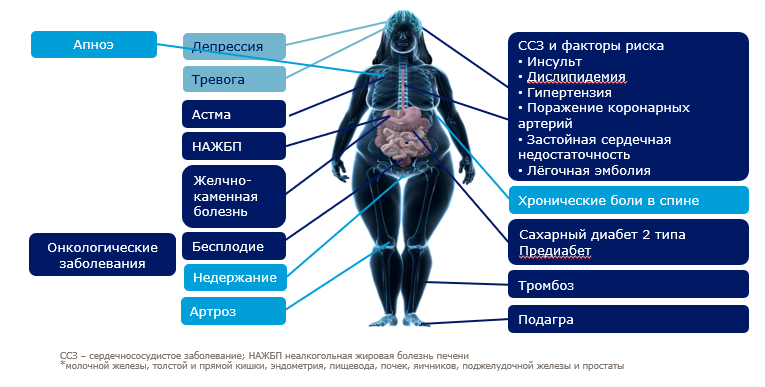 Апноэ
Депрессия
Тревога
Астма
НАЖБП
Желчно-
каменная
болезнь
Онкологические
заболевания
Бесплодие
Недержание
Артроз
ССЗ и факторы риска
• Инсульт
• Дислипидемия
• Гипертензия
• Поражение коронарных
артерий
• Застойная сердечная
недостаточность
• Лёгочная эмболия
Хронические боли в спине
Сахарный диабет 2 типа
Предиабет
Тромбоз
Подагра
ССЗ – сердечнососудистое заболевание; НАЖБП неалкогольная жировая болезнь печени
*молочной железы, толстой и прямой кишки, эндометрия, пищевода, почек, яичников, поджелудочной железы и простаты